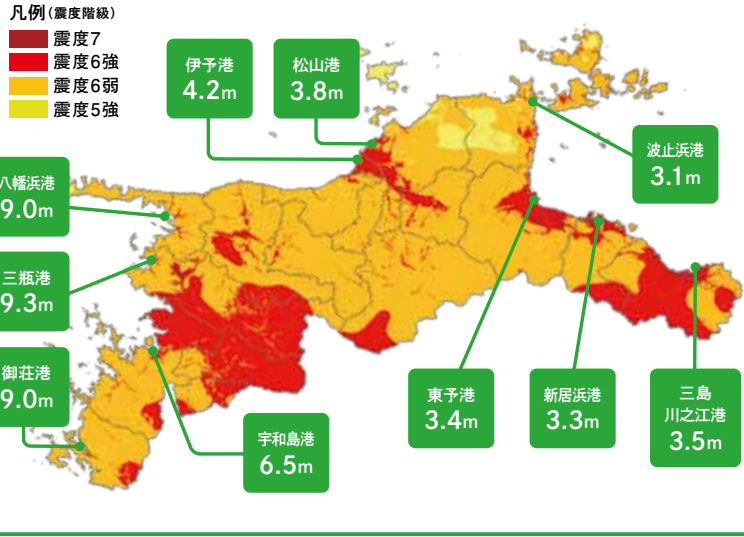 凡例(震度階級)
震度7
震度6強
震度6弱
震度5強
伊予港
4.2m
松山港
3.8m
波止浜港
3.1m
八幡浜港
9.0m
三瓶港
9.3m
御荘港
9.0m
宇和島港
6.5m
東予港
3.4m
新居浜港
3.3m
三島
川之江港
3.5m